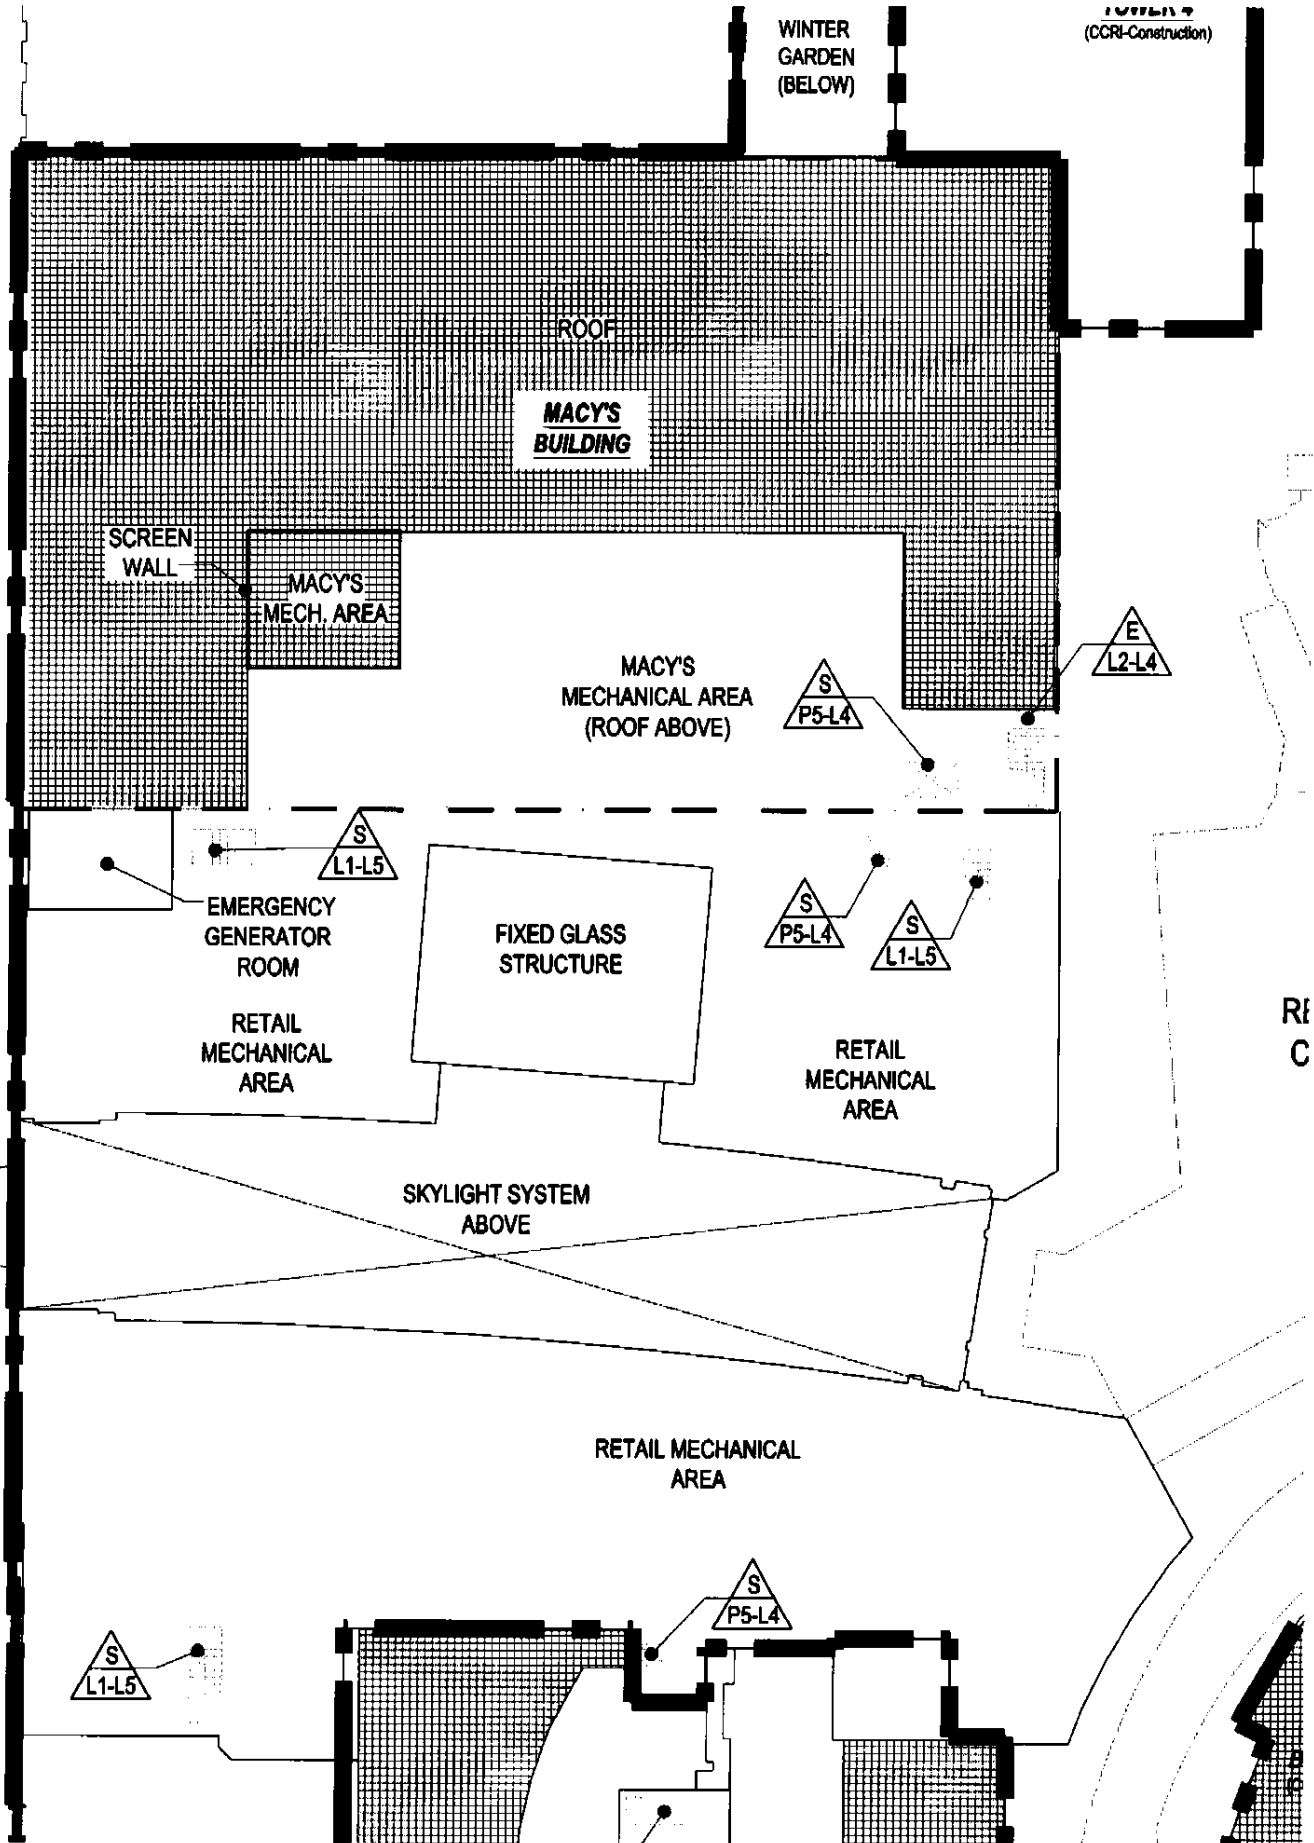 WINTER
GARDEN
(BELOW)
TOWER 4
(CCRI-Construction)
ROOF
MACY'S
BUILDING
SCREEN
WALL
MACY'S
MECH. AREA
MACY'S
MECHANICAL AREA
(ROOF ABOVE)
S
P5-L4
E
L2-L4
S
L1-L5
EMERGENCY
GENERATOR
ROOM
FIXED GLASS
STRUCTURE
S
P5-L4
S
L1-L5
RETAIL
MECHANICAL
AREA
RETAIL
MECHANICAL
AREA
SKYLIGHT SYSTEM
ABOVE
RETAIL MECHANICAL
AREA
S
P5-L4
S
L1-L5